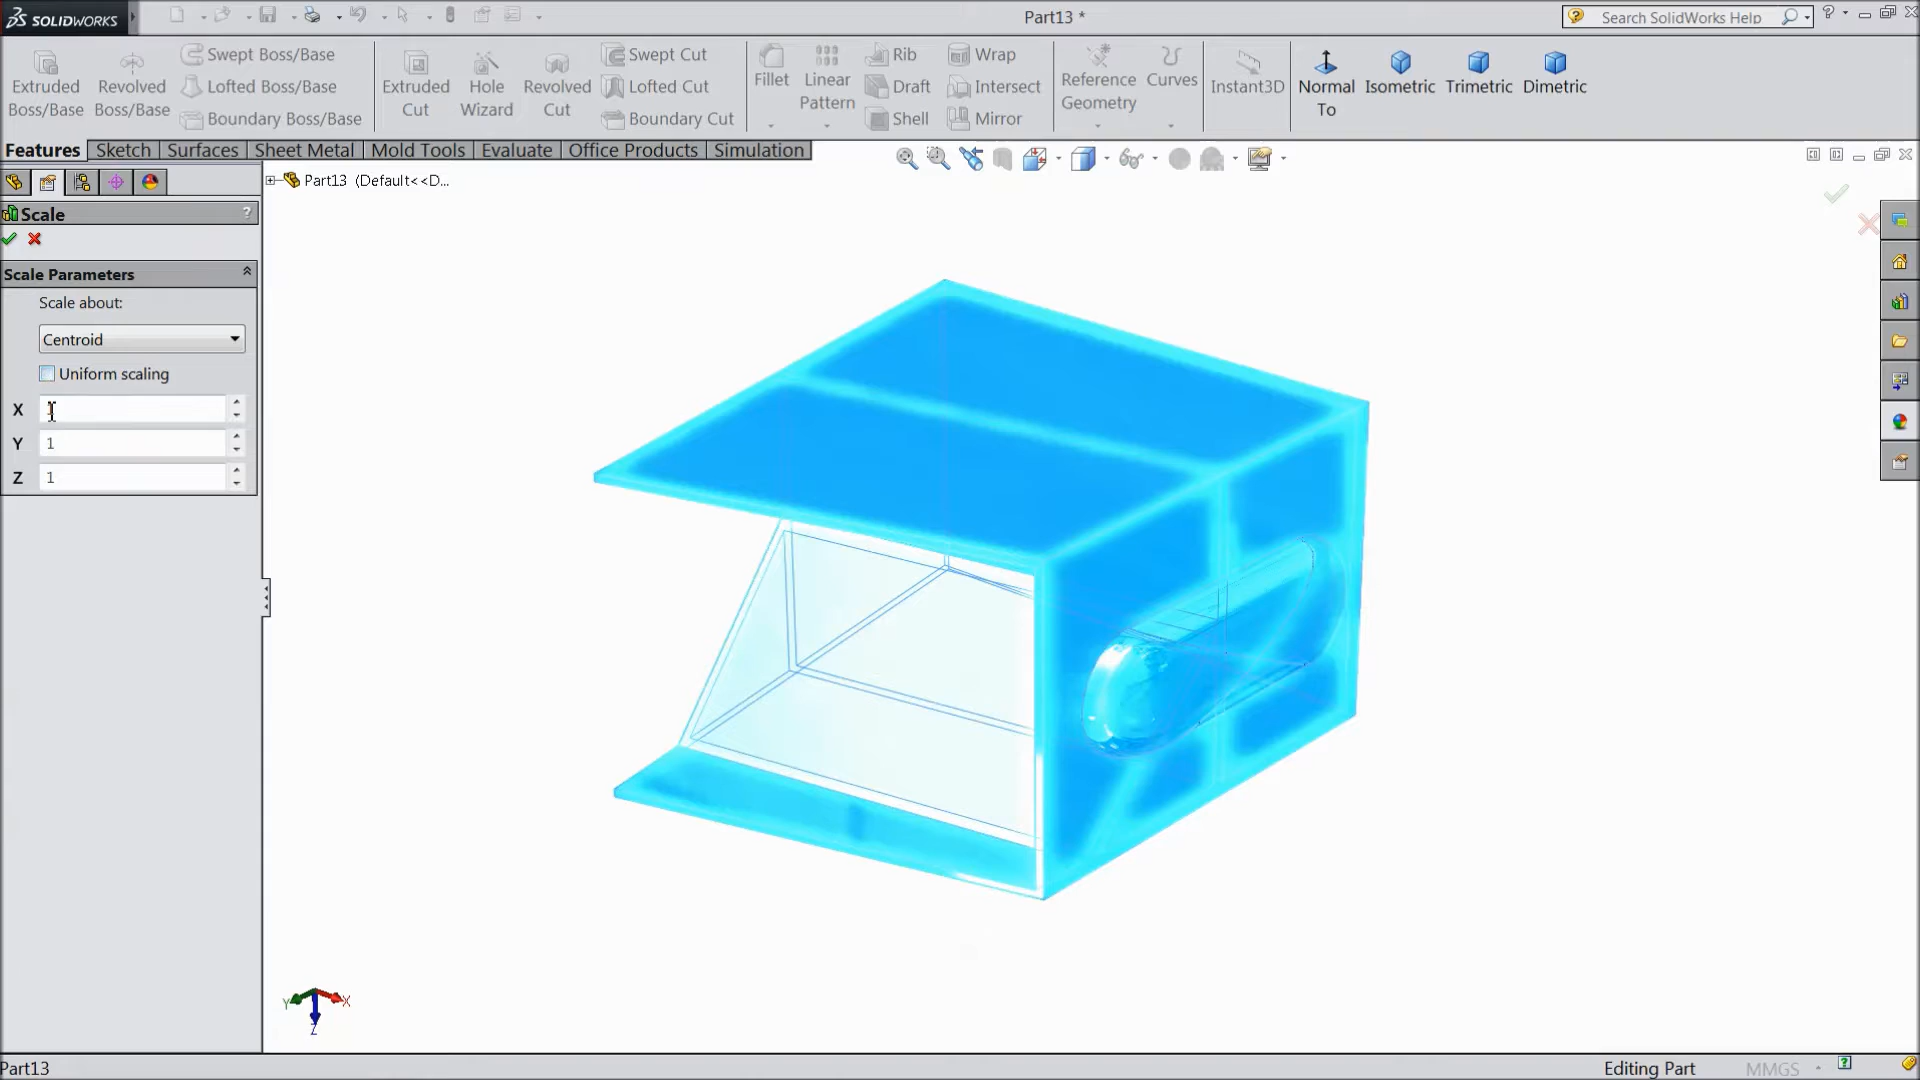 SOLIDWORKS
Part13 *
Search SolidWorks Help
Extruded Boss/Base
Revolved Boss/Base
Swept Boss/Base
Lofted Boss/Base
Boundary Boss/Base
Extruded Cut
Hole Wizard
Revolved Cut
Swept Cut
Lofted Cut
Boundary Cut
Fillet
Linear Pattern
Rib
Draft
Shell
Wrap
Intersect
Mirror
Reference Geometry
Curves
Instant3D
Normal To
Isometric
Trimetric
Dimetric
Features
Sketch
Surfaces
Sheet Metal
Mold Tools
Evaluate
Office Products
Simulation
Part13 (Default<<D...
Scale
?
Scale Parameters
Scale about:
Centroid
Uniform scaling
X
Y 1
Z 1
Y
X
Z
Part13
Editing Part
MMGS